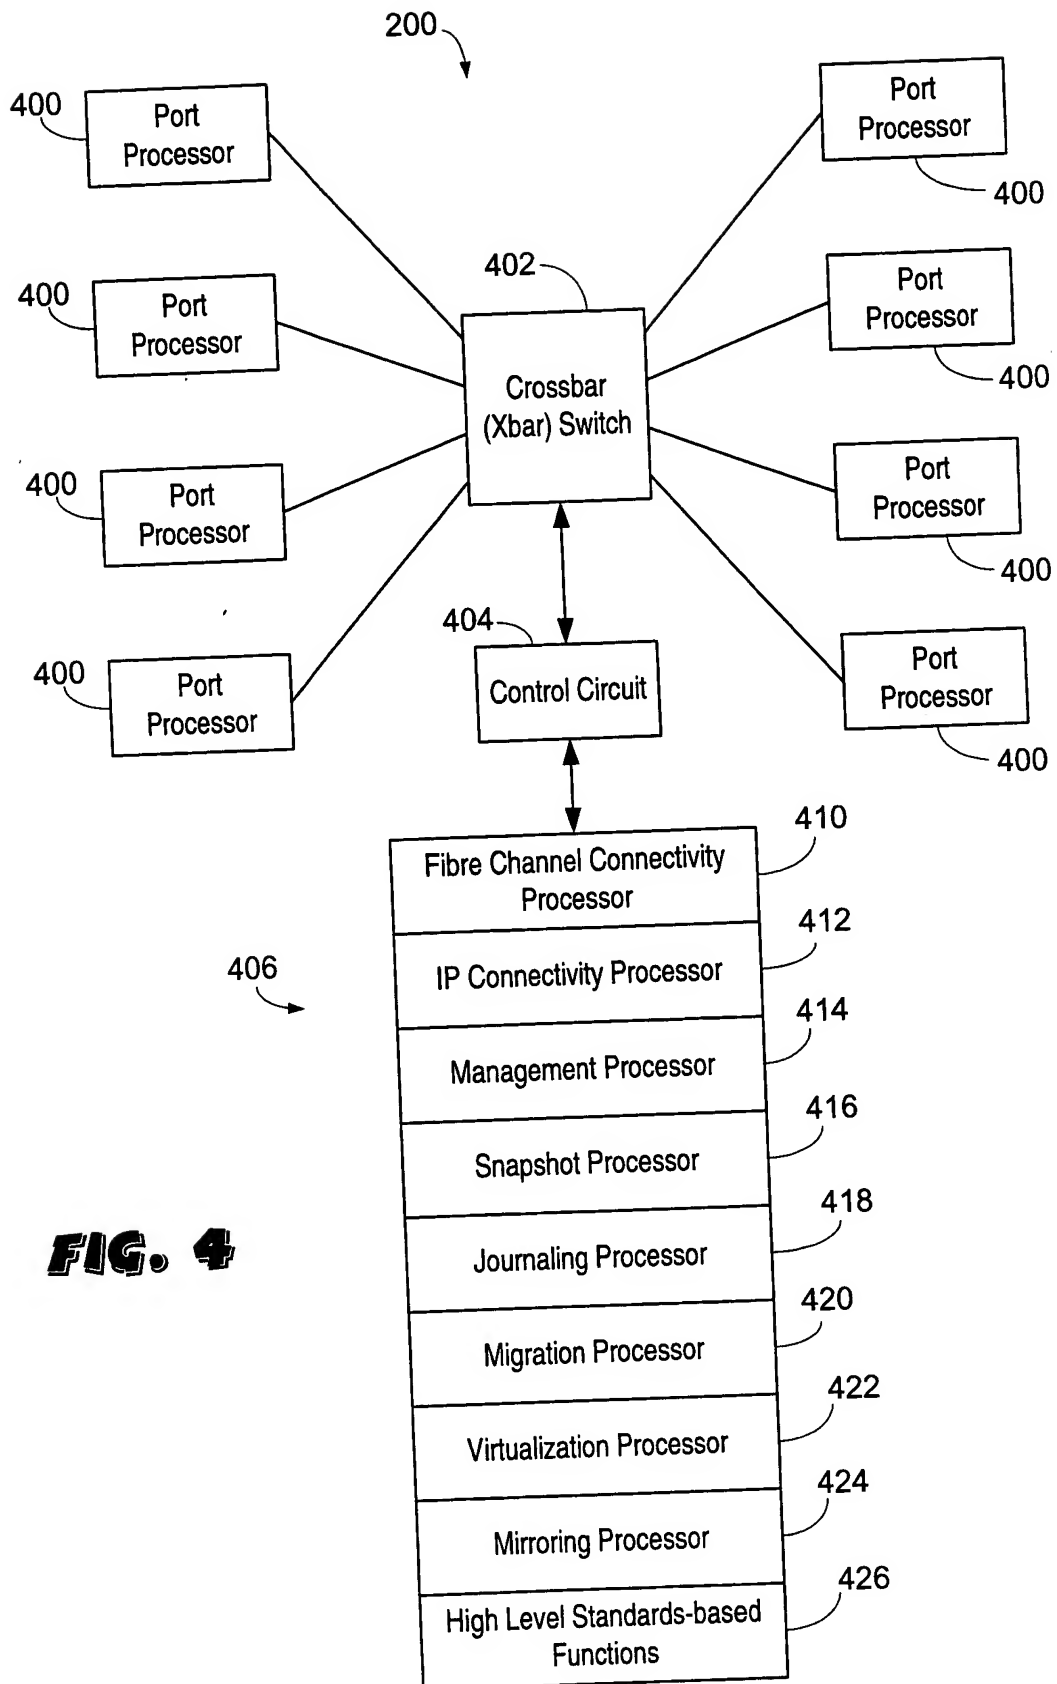 200
400
Port
Processor
Port
Processor
400
400
Port
Processor
402
Port
Processor
400
Crossbar
(Xbar) Switch
400
Port
Processor
Port
Processor
400
404
Control Circuit
400
Port
Processor
Port
Processor
400
406
Fibre Channel Connectivity
Processor
410
IP Connectivity Processor
412
Management Processor
414
Snapshot Processor
416
Journaling Processor
418
Migration Processor
420
Virtualization Processor
422
Mirroring Processor
424
High Level Standards-based
Functions
426
FIG. 4